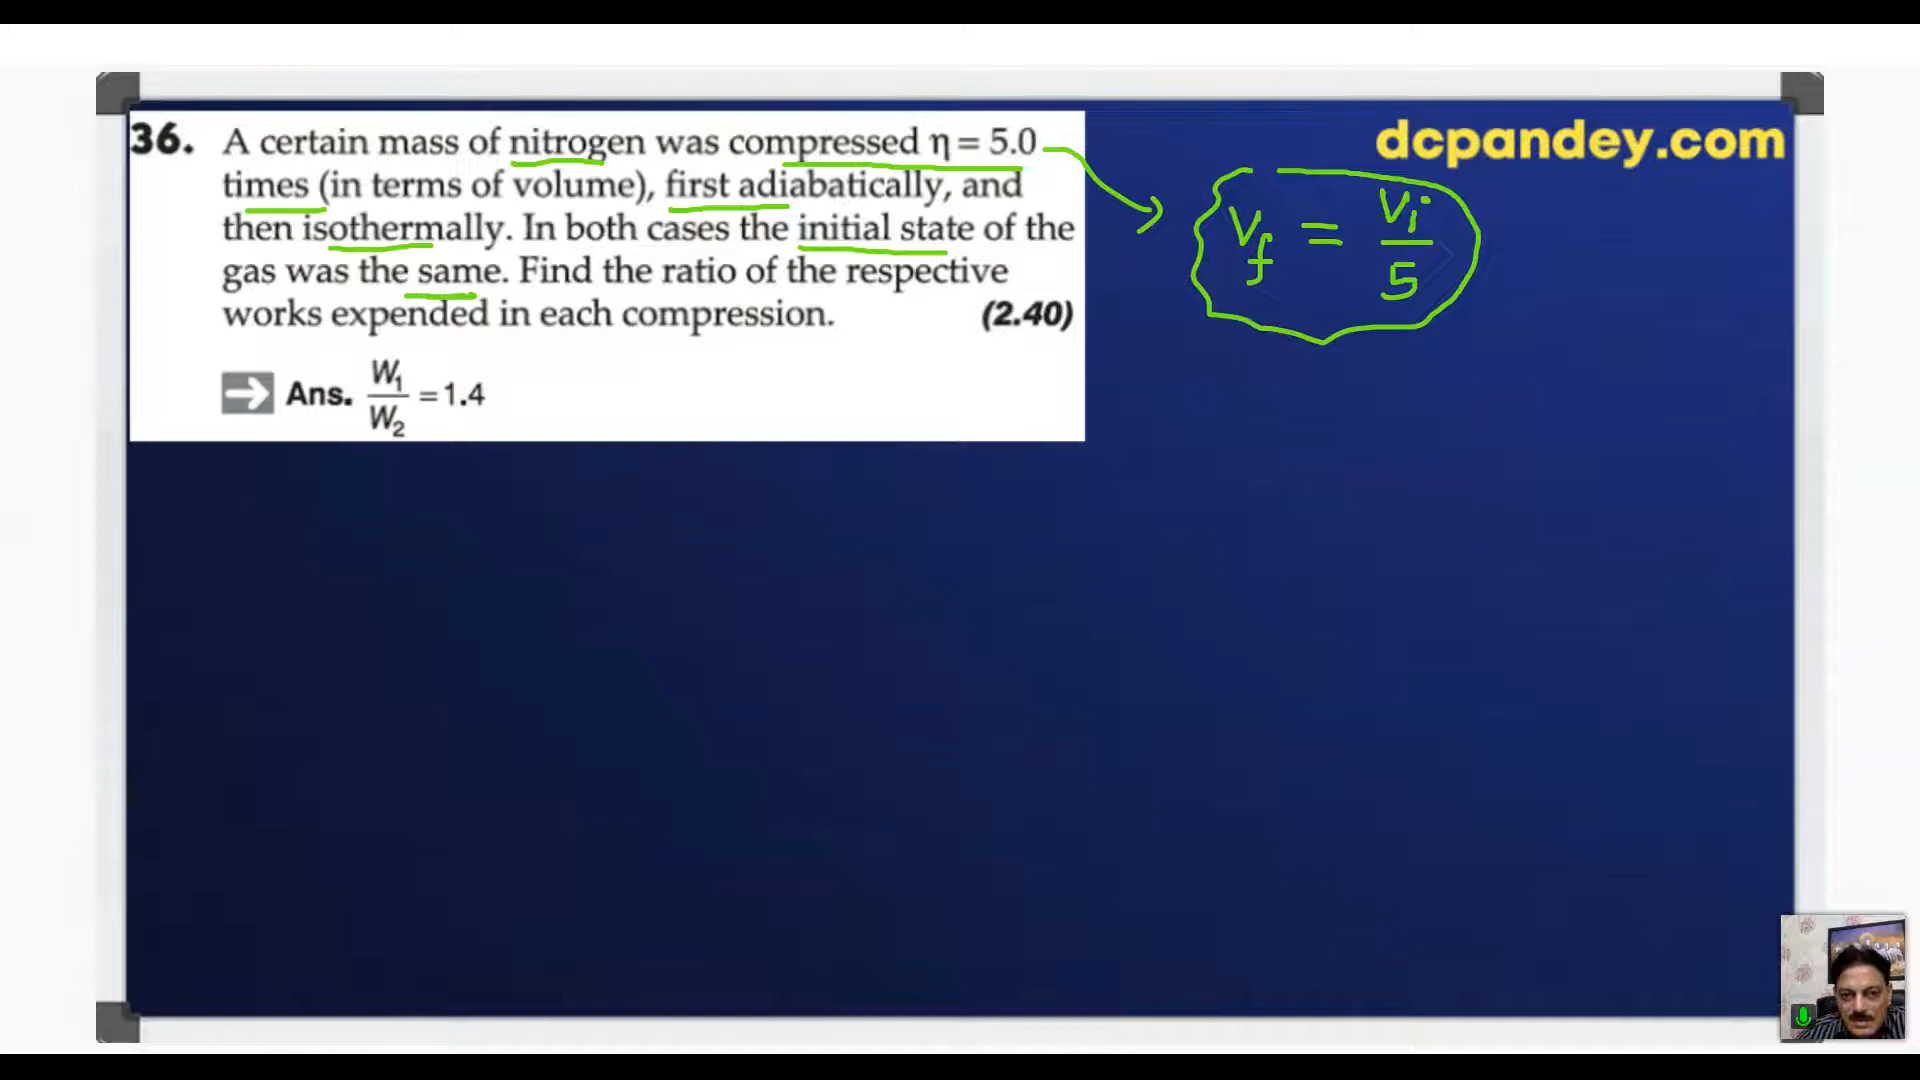 36. A certain mass of nitrogen was compressed η = 5.0
times (in terms of volume), first adiabatically, and
then isothermally. In both cases the initial state of the
gas was the same. Find the ratio of the respective
works expended in each compression. (2.40)
Ans. W₁/W₂ = 1.4
dcpandey.com
V_f = V_i/5